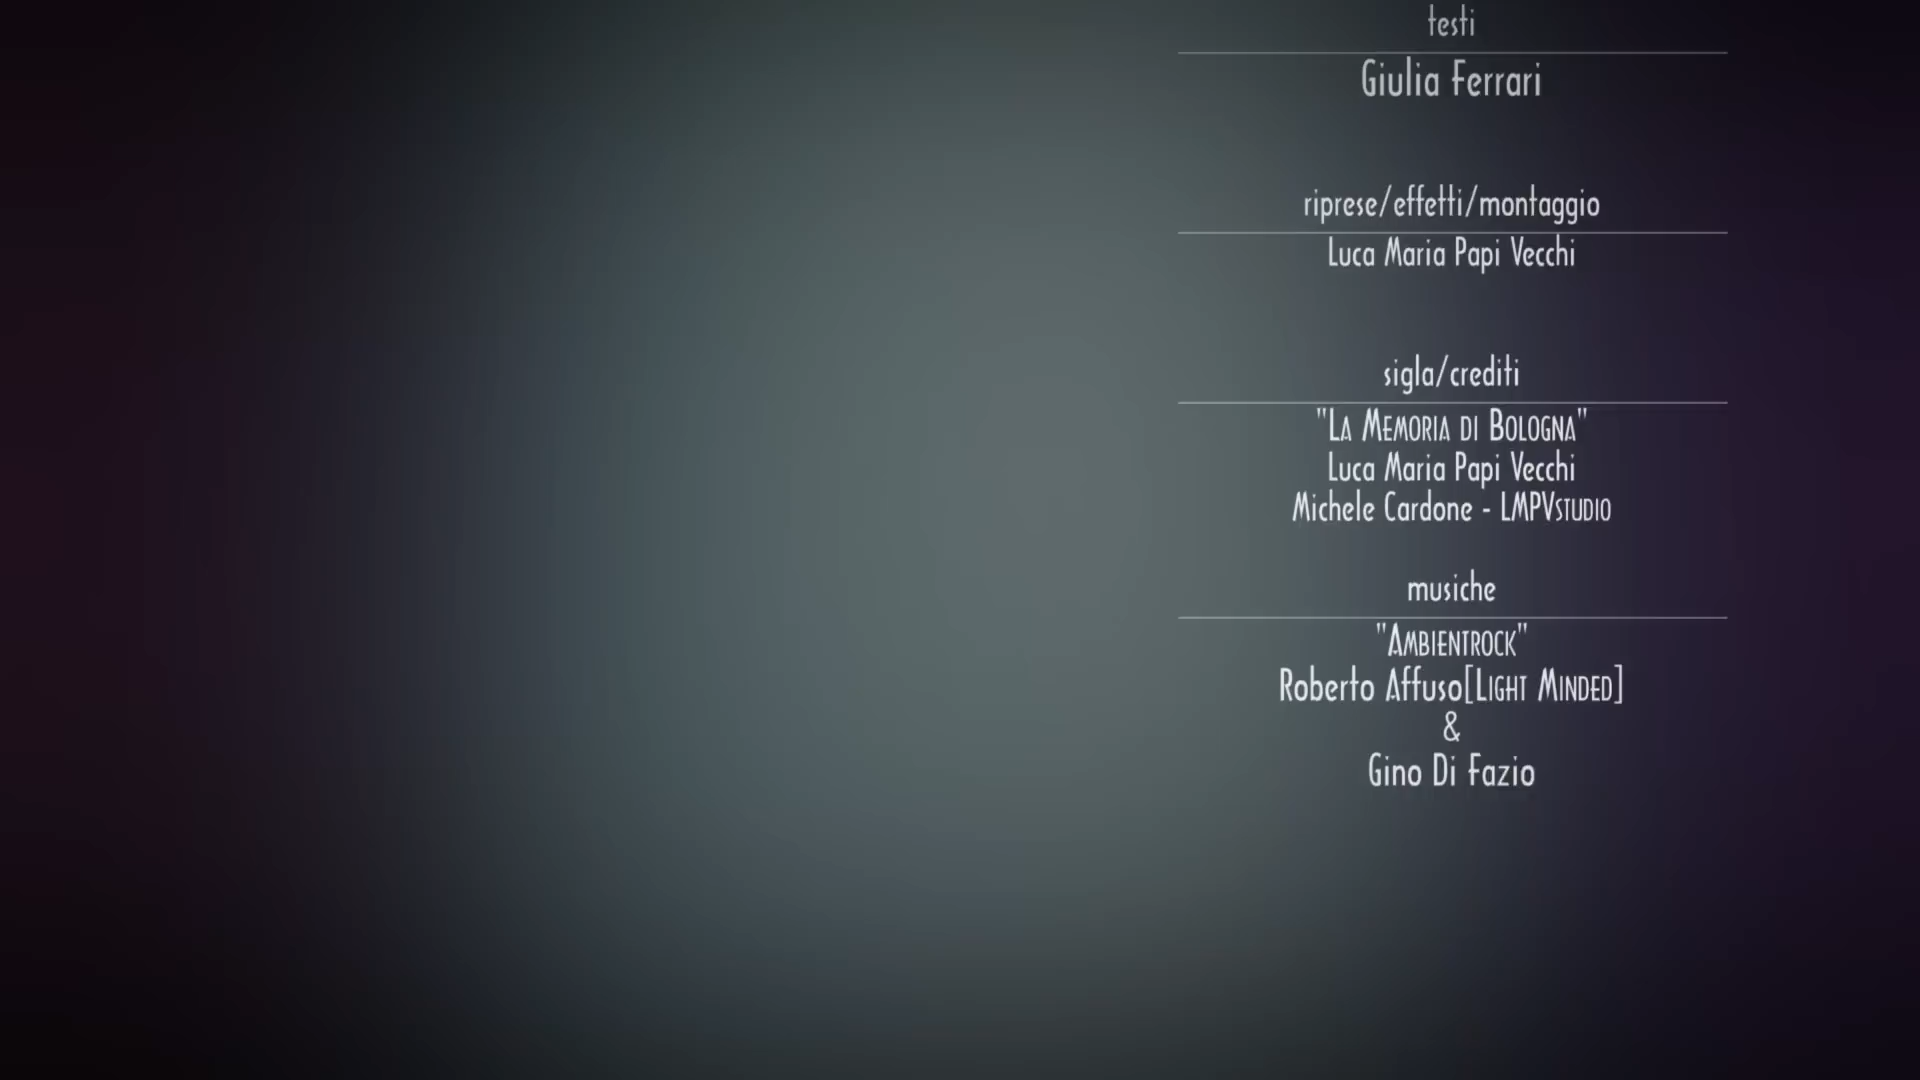 testi
Giulia Ferrari
riprese/effetti/montaggio
Luca Maria Papi Vecchi
sigla/crediti
"La Memoria di Bologna"
Luca Maria Papi Vecchi
Michele Cardone - LMPVstudio
musiche
"Ambientrock"
Roberto Affuso[Light Minded]
&
Gino Di Fazio